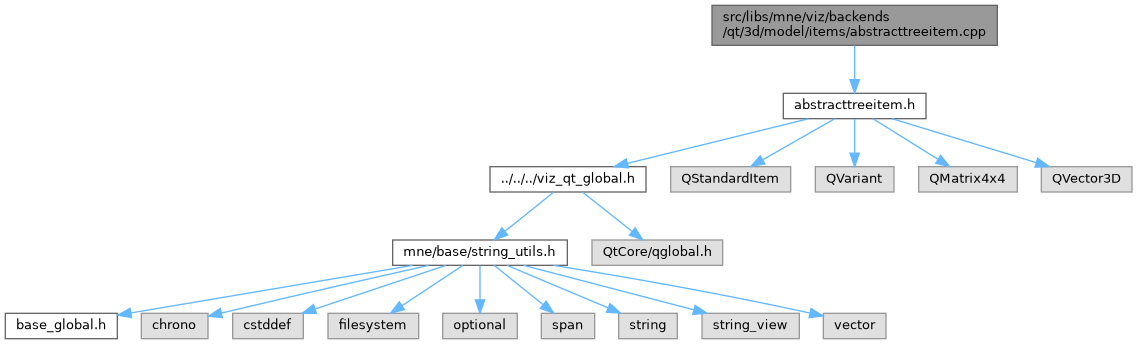 src/libs/mne/viz/backends
/qt/3d/model/items/abstracttreeitem.cpp
abstracttreeitem.h
../../../viz_qt_global.h
QStandardItem
QVariant
QMatrix4x4
QVector3D
mne/base/string_utils.h
QtCore/qglobal.h
base_global.h
chrono
cstddef
filesystem
optional
span
string
string_view
vector